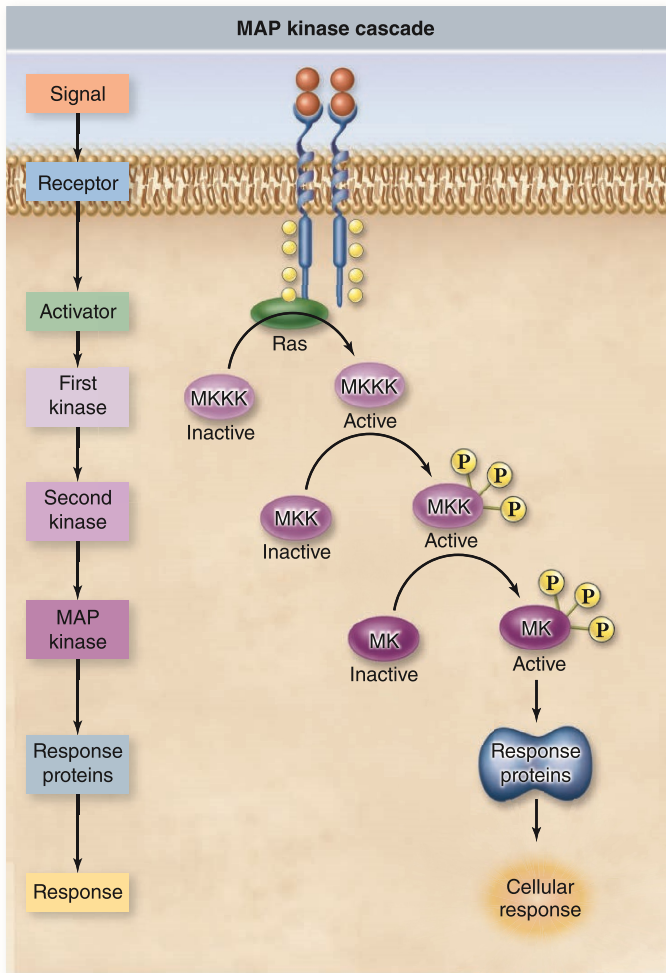 MAP kinase cascade
Signal
Receptor
Activator
Ras
First
kinase
MKKK
Inactive
MKKK
Active
Second
kinase
MKK
Inactive
MKK
Active
P
P
P
MAP
kinase
MK
Inactive
MK
Active
P
P
P
Response
proteins
Response
proteins
Response
Cellular
response